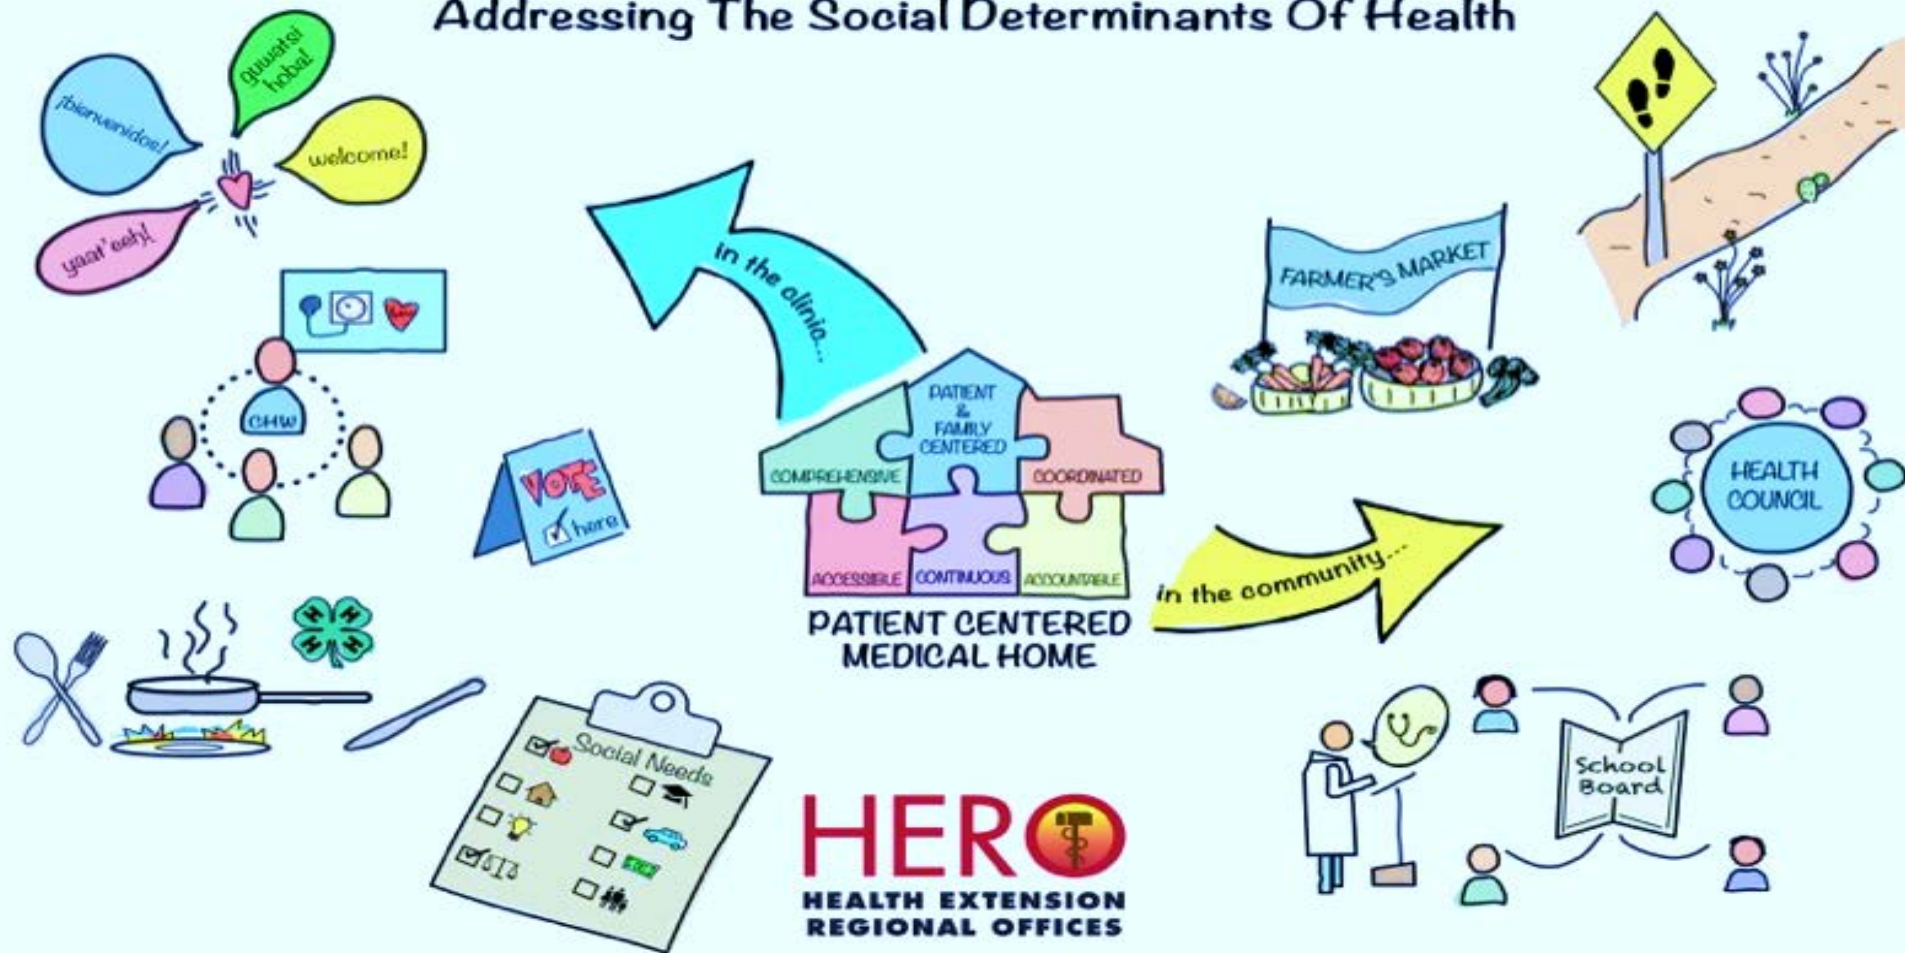 Addressing The Social Determinants Of Health
¡bienvenidos!
guwatsi
hoba!
welcome!
yaat'eeh!
CHW
VOTE
here
in the clinic...
PATIENT
&
FAMILY
CENTERED
COMPREHENSIVE
COORDINATED
ACCESSIBLE
CONTINUOUS
ACCOUNTABLE
PATIENT CENTERED
MEDICAL HOME
in the community...
FARMER'S MARKET
HEALTH
COUNCIL
H H
H H
Social Needs
School
Board
HERO
HEALTH EXTENSION
REGIONAL OFFICES